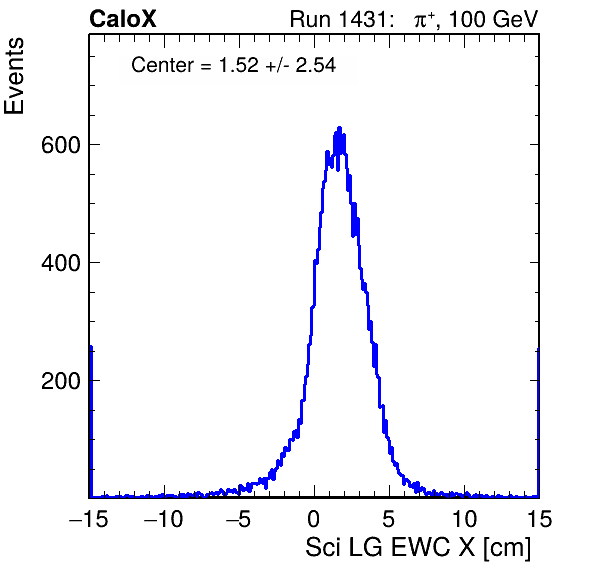 CaloX Run 1431: π⁺, 100 GeV
Events
Center = 1.52 +/- 2.54
600
400
200
−15 −10 −5 0 5 10 15
Sci LG EWC X [cm]